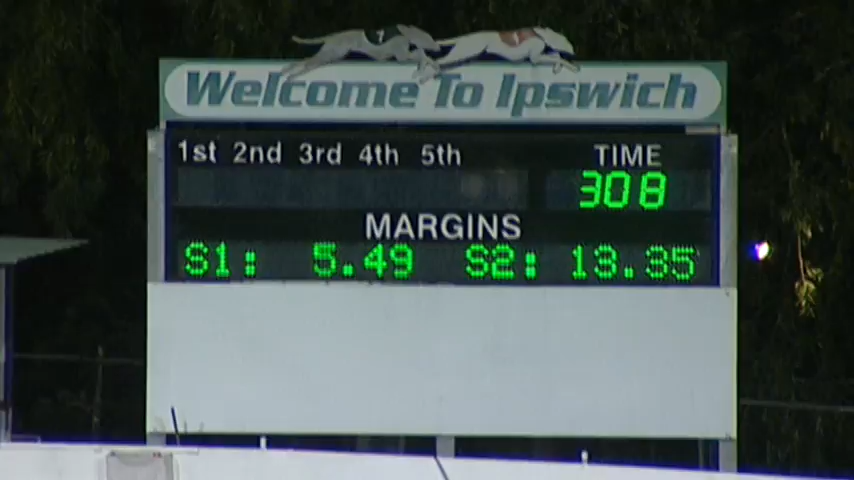 Welcome To Ipswich
1st 2nd 3rd 4th 5th TIME
308
MARGINS
S1: 5.49 S2: 13.35